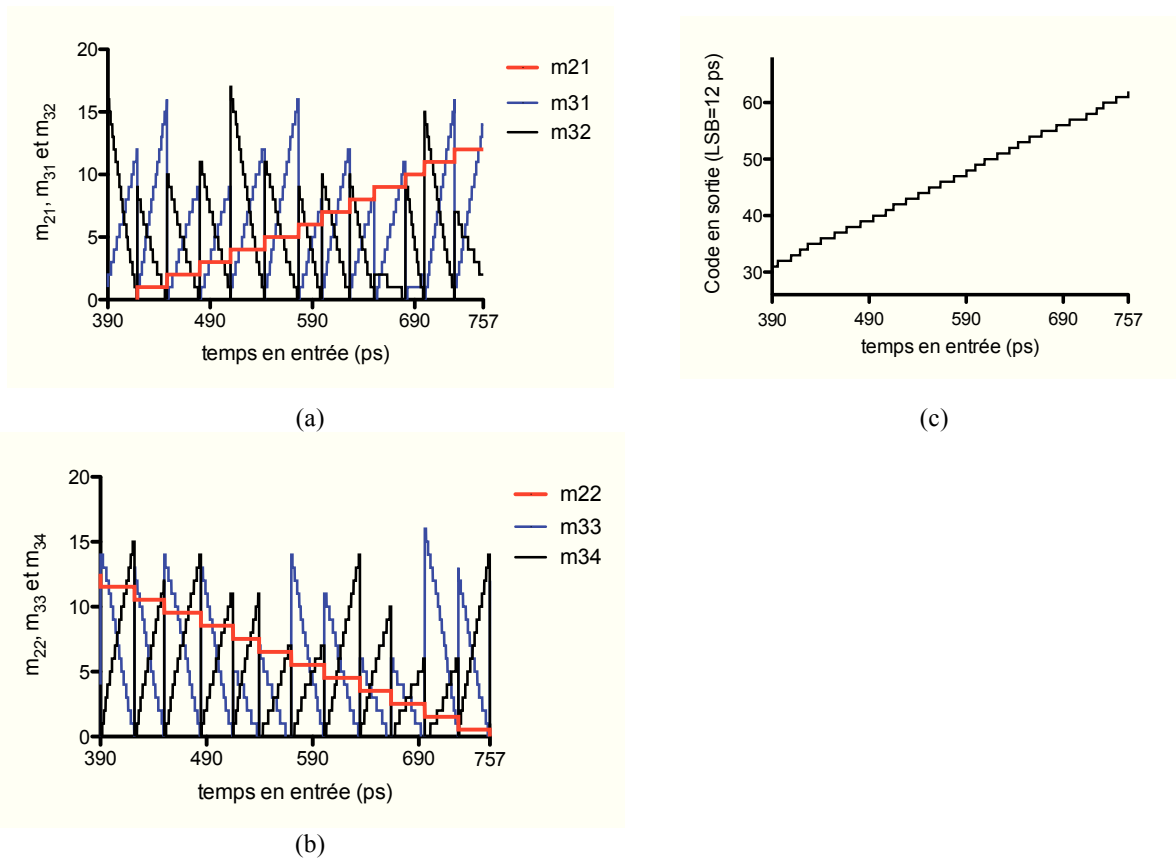 20
15
10
5
0
m21, m31, et m32
m21
m31
m32
390 490 590 690 757
temps en entrée (ps)
(a)
60
50
40
30
Code en sortie (LSB=12 ps)
390 490 590 690 757
temps en entrée (ps)
(c)
20
15
10
5
0
m22, m33 et m34
m22
m33
m34
390 490 590 690 757
temps en entrée (ps)
(b)